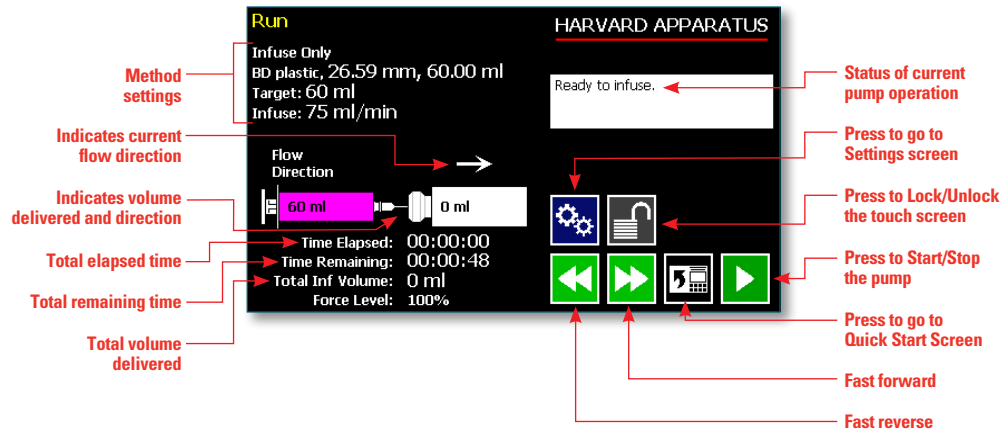 Run
HARVARD APPARATUS
Infuse Only
BD plastic, 26.59 mm, 60.00 ml
Target: 60 ml
Infuse: 75 ml/min
Ready to infuse.
Flow
Direction
60 ml
0 ml
Time Elapsed: 00:00:00
Time Remaining: 00:00:48
Total Inf Volume: 0 ml
Force Level: 100%
Method
settings
Indicates current
flow direction
Indicates volume
delivered and direction
Total elapsed time
Total remaining time
Total volume
delivered
Status of current
pump operation
Press to go to
Settings screen
Press to Lock/Unlock
the touch screen
Press to Start/Stop
the pump
Press to go to
Quick Start Screen
Fast forward
Fast reverse